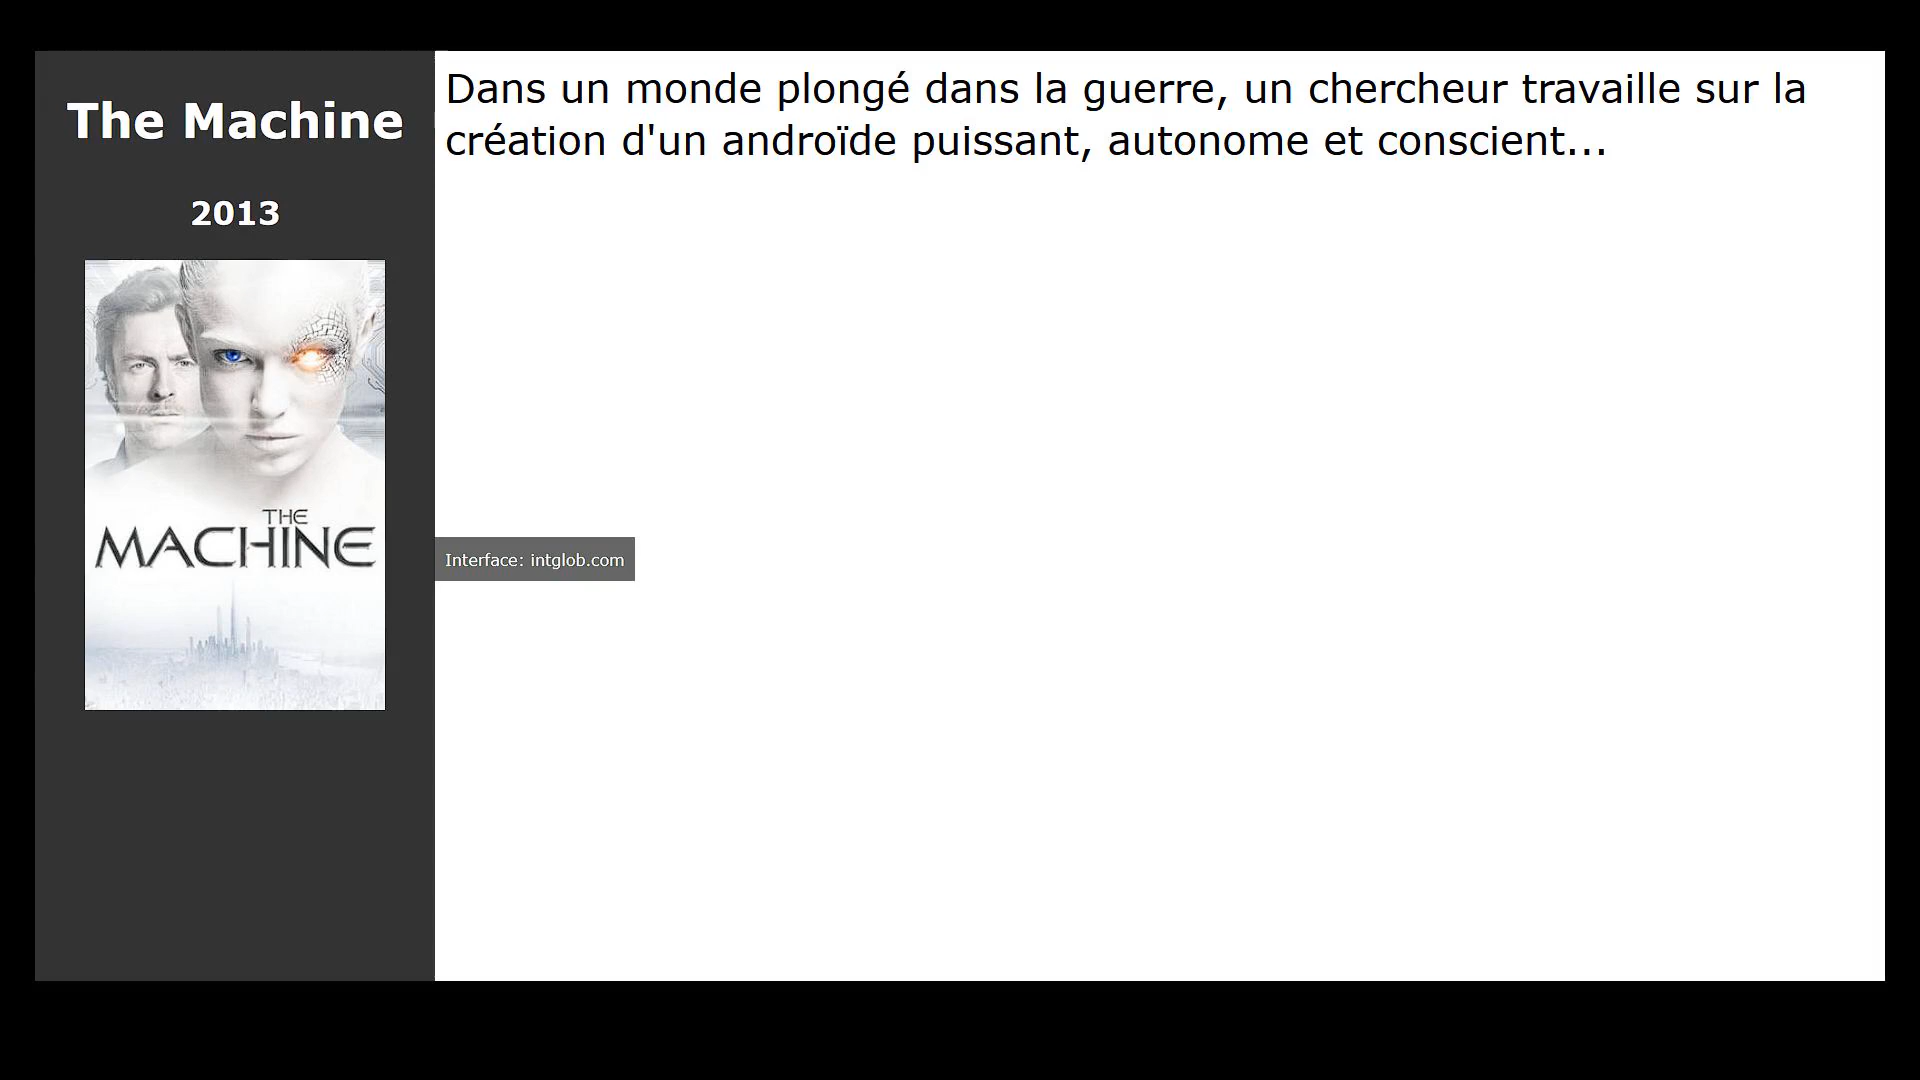 The Machine
2013
THE
MACHINE
Dans un monde plongé dans la guerre, un chercheur travaille sur la
création d'un androïde puissant, autonome et conscient...
Interface: intglob.com